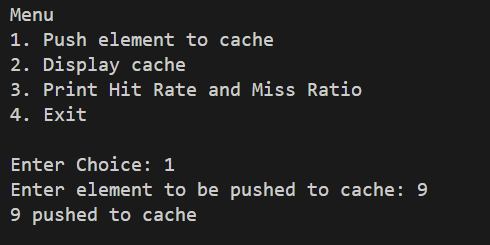 Menu
1. Push element to cache
2. Display cache
3. Print Hit Rate and Miss Ratio
4. Exit
Enter Choice: 1
Enter element to be pushed to cache: 9
9 pushed to cache